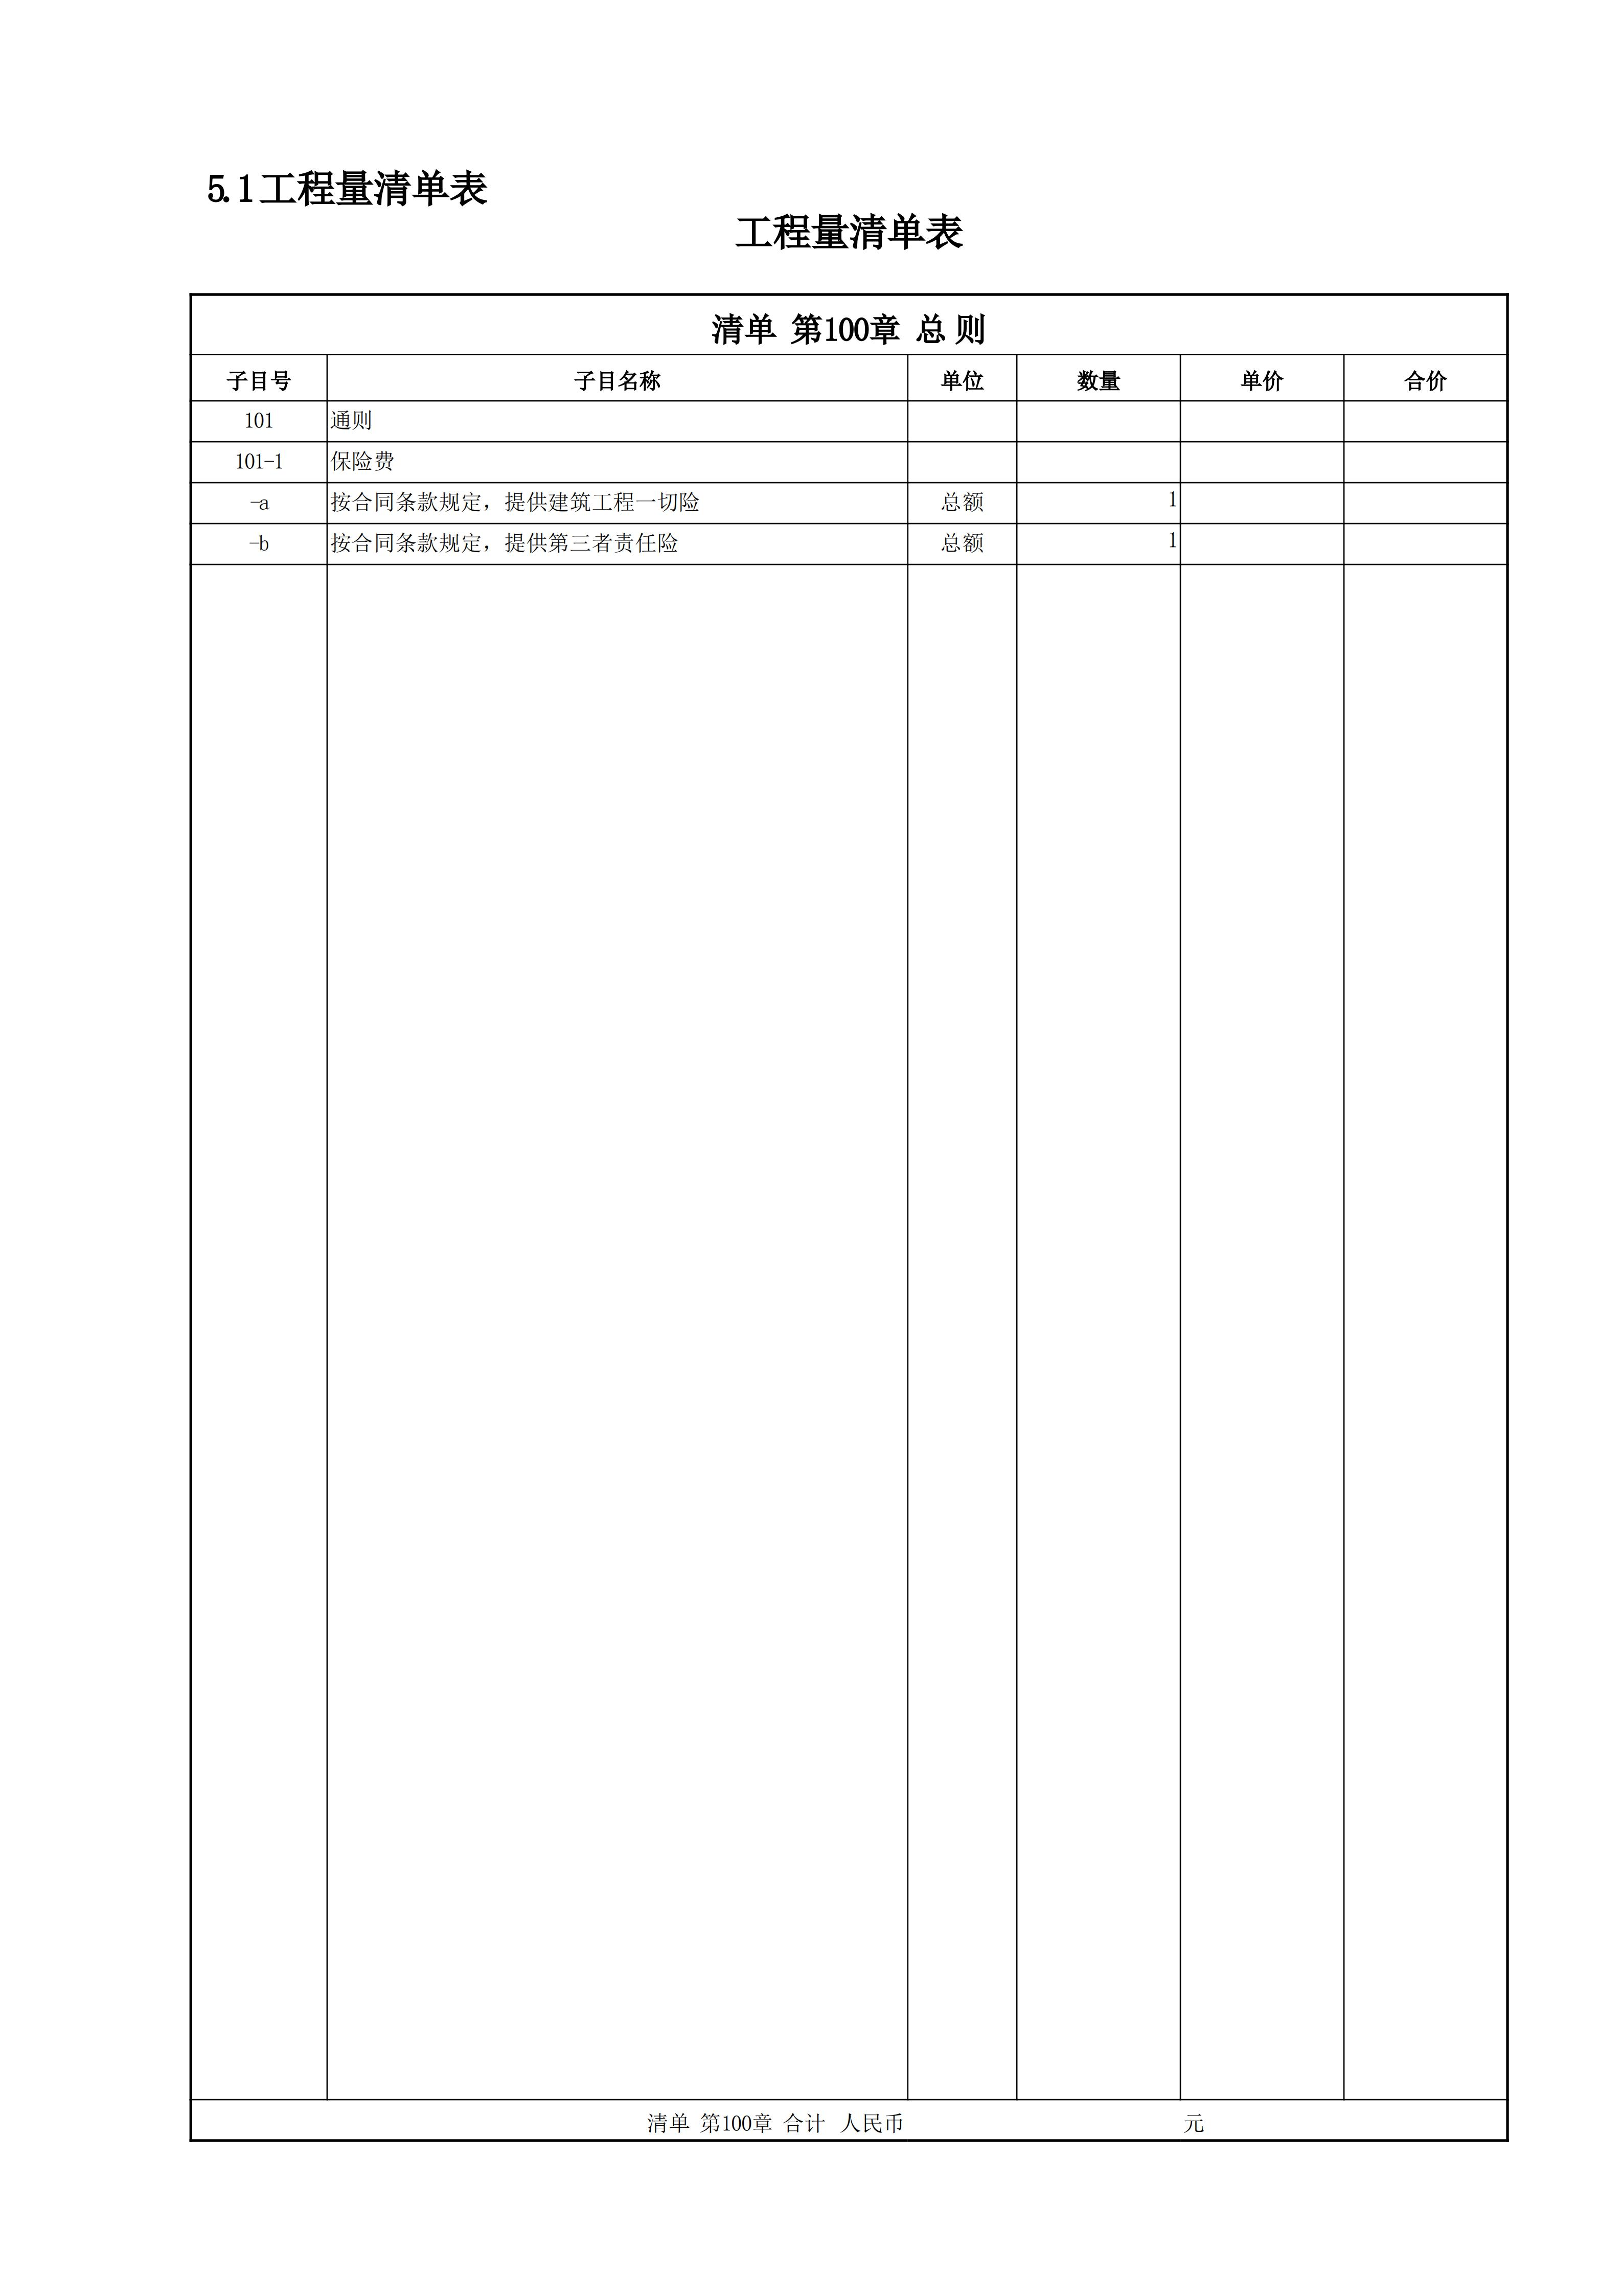 5.1工程量清单表
工程量清单表
清单 第100章 总 则
子目号 子目名称 单位 数量 单价 合价
101 通则
101-1 保险费
-a 按合同条款规定，提供建筑工程一切险 总额 1
-b 按合同条款规定，提供第三者责任险 总额 1
清单 第100章 合计 人民币 元